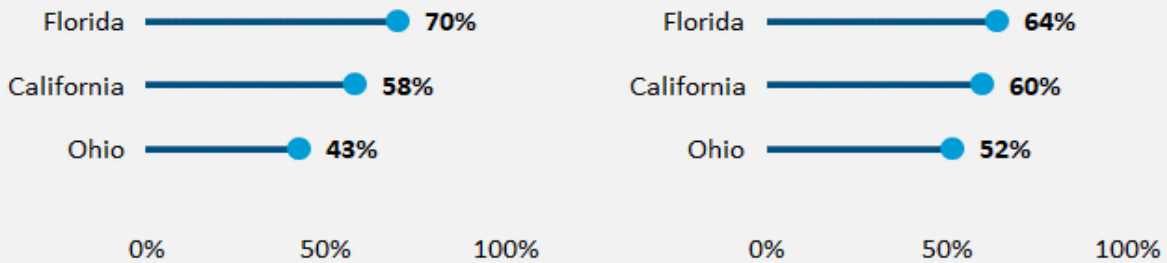 Florida 70%
California 58%
Ohio 43%
0% 50% 100%
Florida 64%
California 60%
Ohio 52%
0% 50% 100%